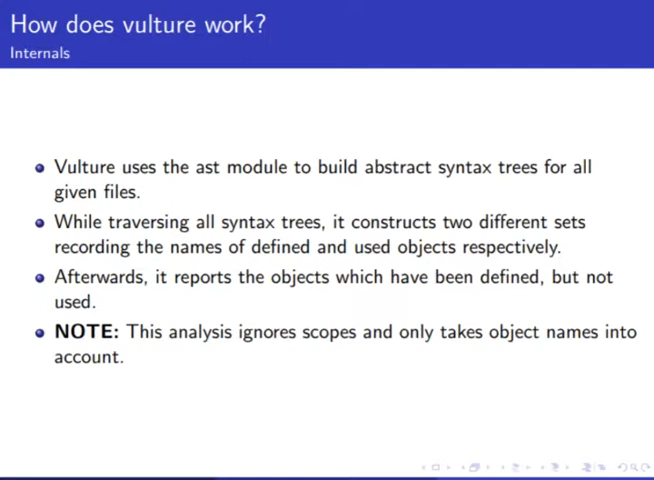 How does vulture work?
Internals
Vulture uses the ast module to build abstract syntax trees for all
given files.
While traversing all syntax trees, it constructs two different sets
recording the names of defined and used objects respectively.
Afterwards, it reports the objects which have been defined, but not
used.
NOTE: This analysis ignores scopes and only takes object names into
account.